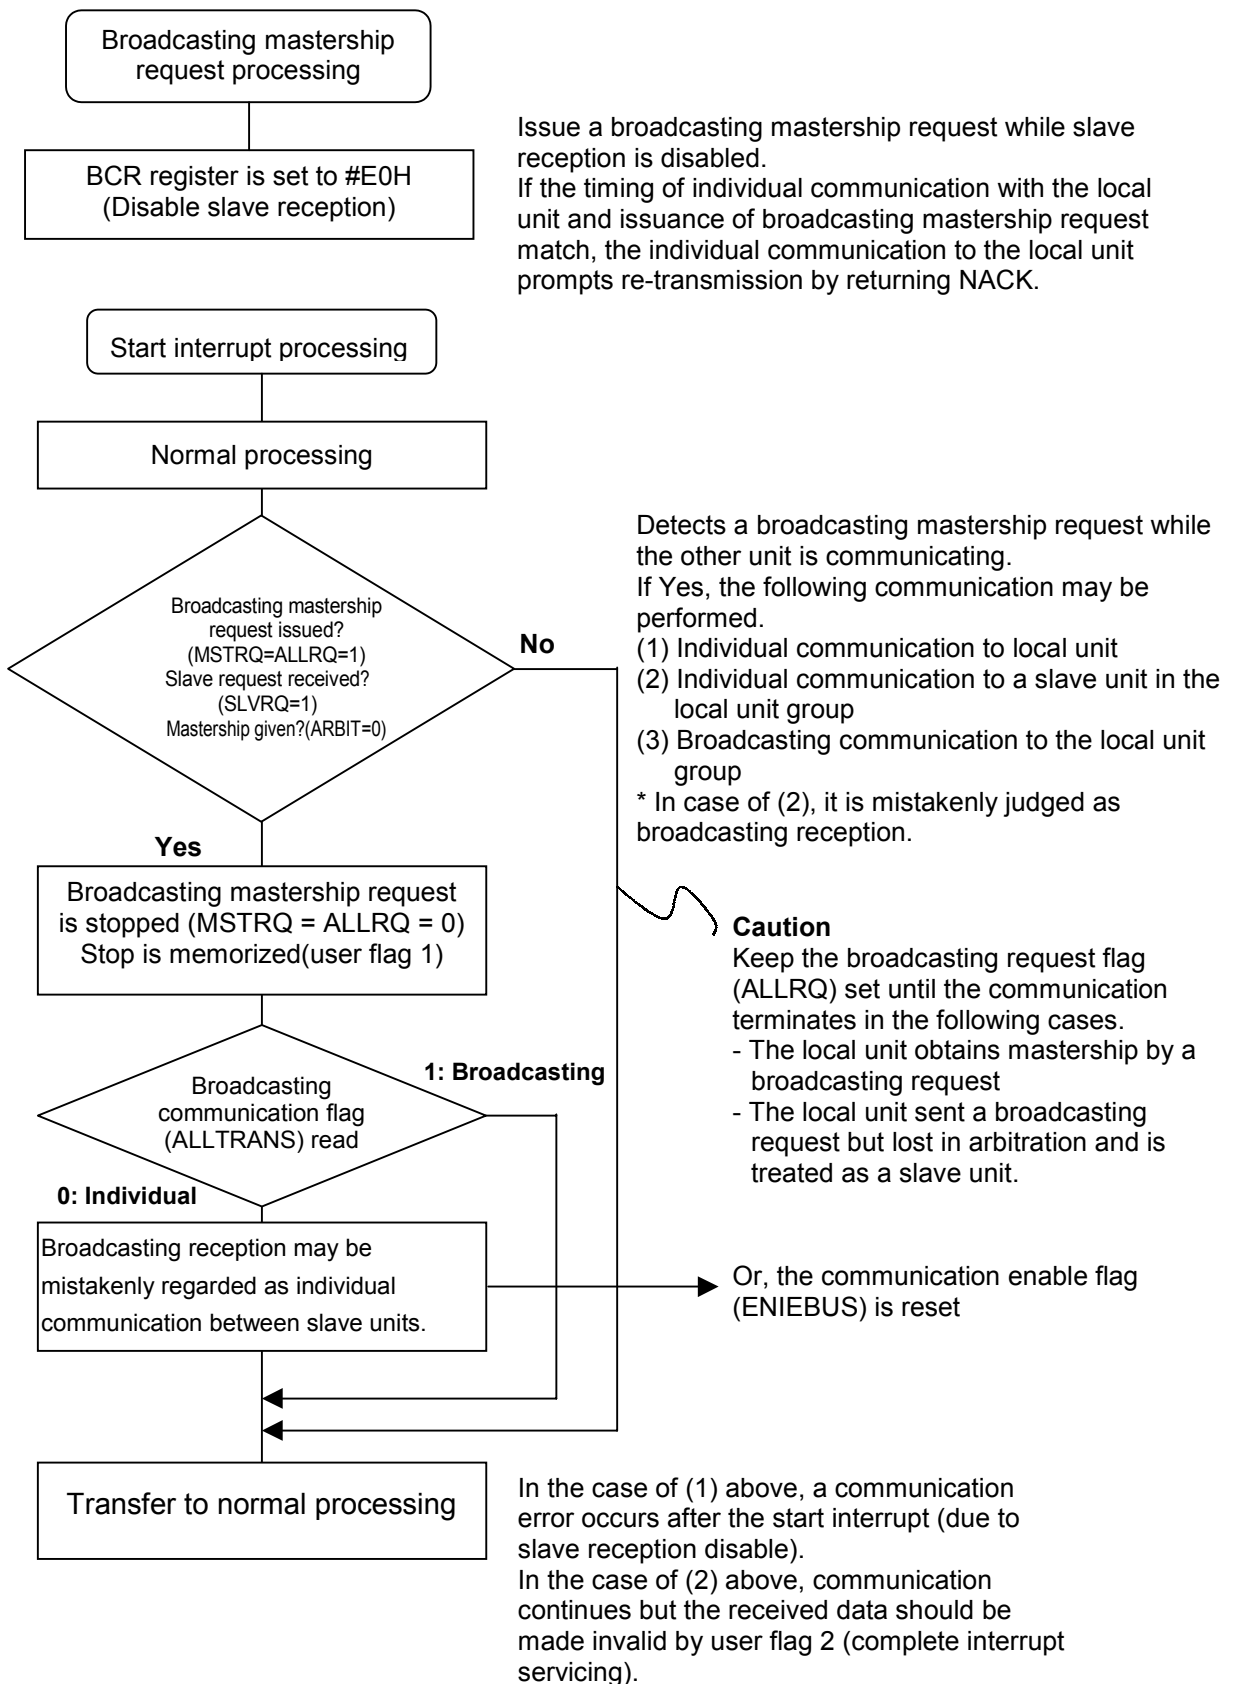 Broadcasting mastership
request processing
BCR register is set to #E0H
(Disable slave reception)
Issue a broadcasting mastership request while slave
reception is disabled.
If the timing of individual communication with the local
unit and issuance of broadcasting mastership request
match, the individual communication to the local unit
prompts re-transmission by returning NACK.
Start interrupt processing
Normal processing
Broadcasting mastership
request issued?
(MSTRQ=ALLRQ=1)
Slave request received?
(SLVRQ=1)
Mastership given?(ARBIT=0)
No
Yes
Detects a broadcasting mastership request while
the other unit is communicating.
If Yes, the following communication may be
performed.
(1) Individual communication to local unit
(2) Individual communication to a slave unit in the
local unit group
(3) Broadcasting communication to the local unit
group
* In case of (2), it is mistakenly judged as
broadcasting reception.
Broadcasting mastership request
is stopped (MSTRQ = ALLRQ = 0)
Stop is memorized(user flag 1)
Caution
Keep the broadcasting request flag
(ALLRQ) set until the communication
terminates in the following cases.
- The local unit obtains mastership by a
broadcasting request
- The local unit sent a broadcasting
request but lost in arbitration and is
treated as a slave unit.
Broadcasting
communication flag
(ALLTRANS) read
1: Broadcasting
0: Individual
Broadcasting reception may be
mistakenly regarded as individual
communication between slave units.
Or, the communication enable flag
(ENIEBUS) is reset
Transfer to normal processing
In the case of (1) above, a communication
error occurs after the start interrupt (due to
slave reception disable).
In the case of (2) above, communication
continues but the received data should be
made invalid by user flag 2 (complete interrupt
servicing).